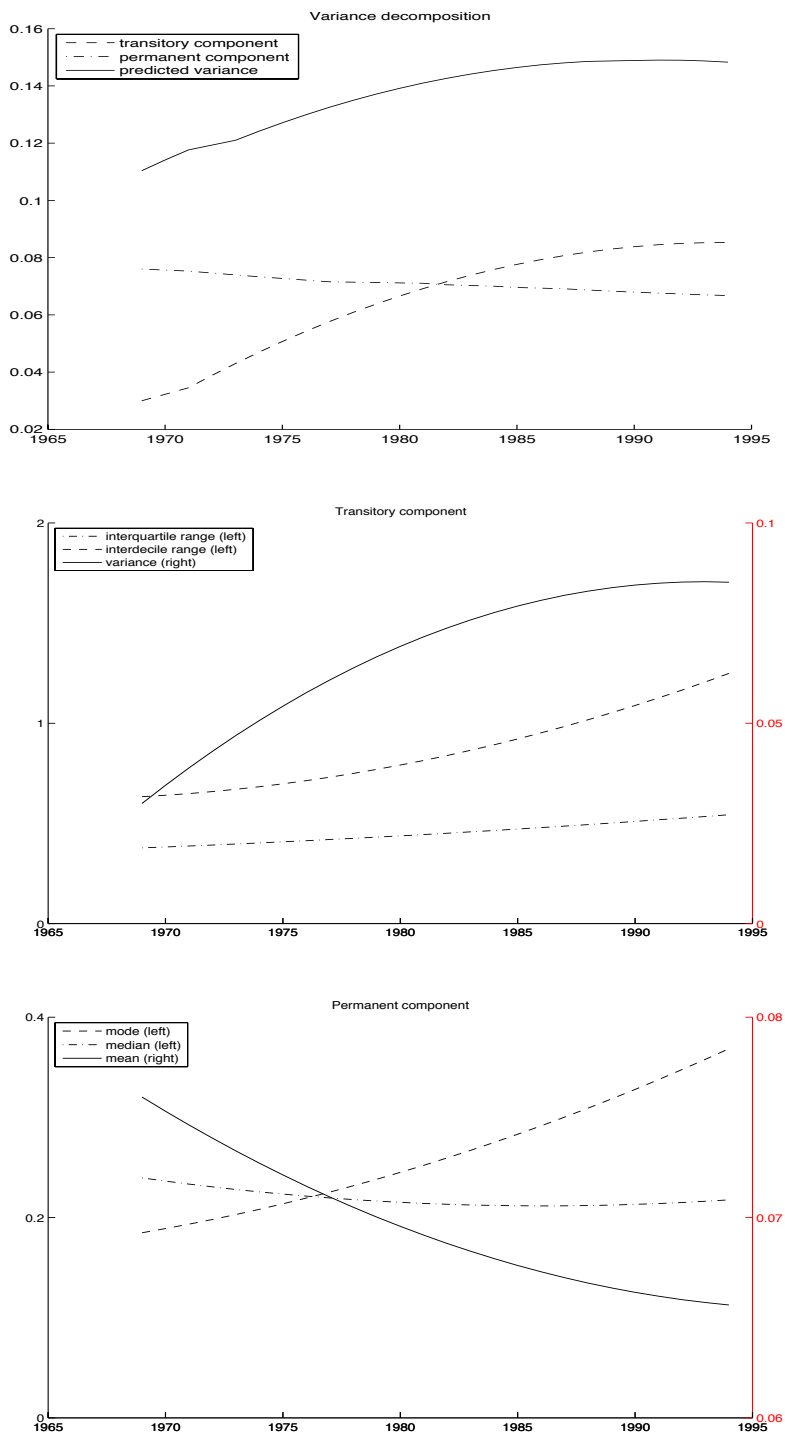 Variance decomposition
0.16
transitory component
permanent component
predicted variance
0.14
0.12
0.1
0.08
0.06
0.04
0.02
1965 1970 1975 1980 1985 1990 1995
Transitory component
2 0.1
interquartile range (left)
interdecile range (left)
variance (right)
1 0.05
0 0
1965 1970 1975 1980 1985 1990 1995
Permanent component
0.4 0.08
mode (left)
median (left)
mean (right)
0.2 0.07
0 0.06
1965 1970 1975 1980 1985 1990 1995